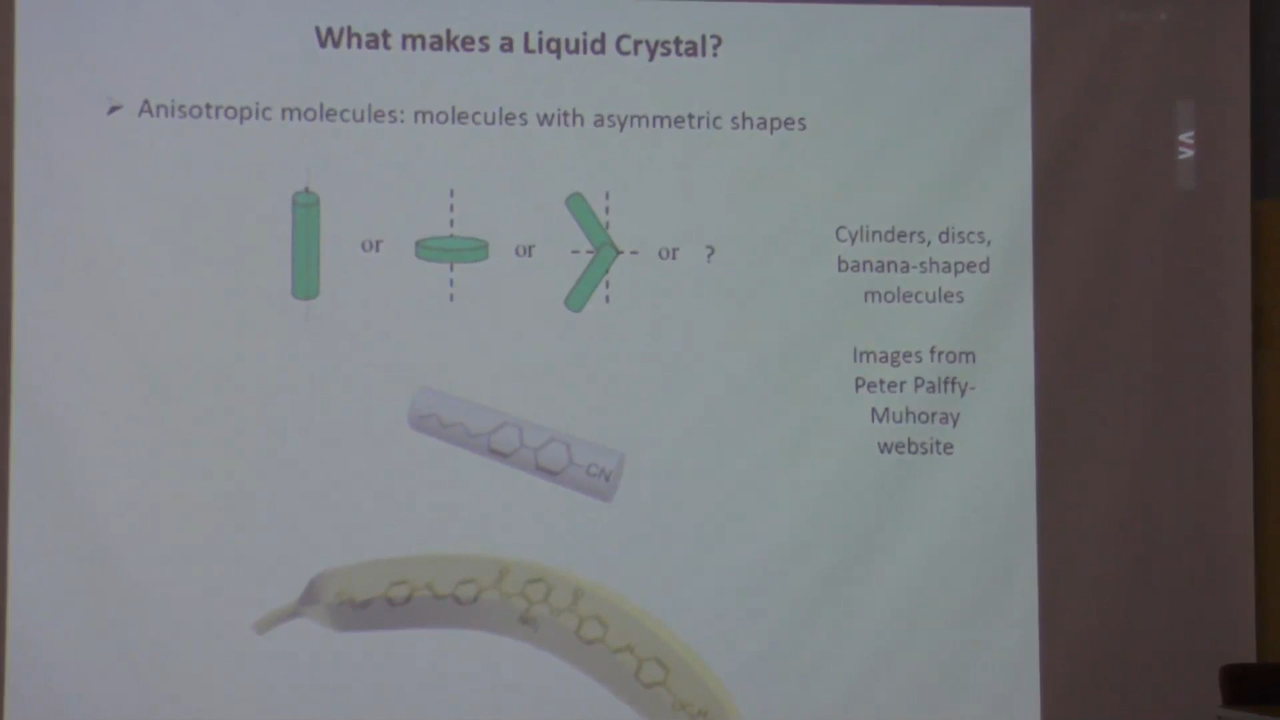 What makes a Liquid Crystal?
➤ Anisotropic molecules: molecules with asymmetric shapes
or or or ?
Cylinders, discs,
banana-shaped
molecules
Images from
Peter Palffy-
Muhoray
website
CN